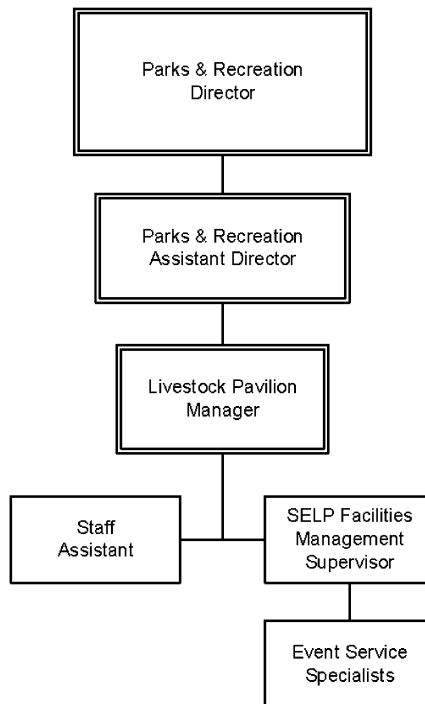 Parks & Recreation
Director
Parks & Recreation
Assistant Director
Livestock Pavilion
Manager
Staff
Assistant
SELP Facilities
Management
Supervisor
Event Service
Specialists